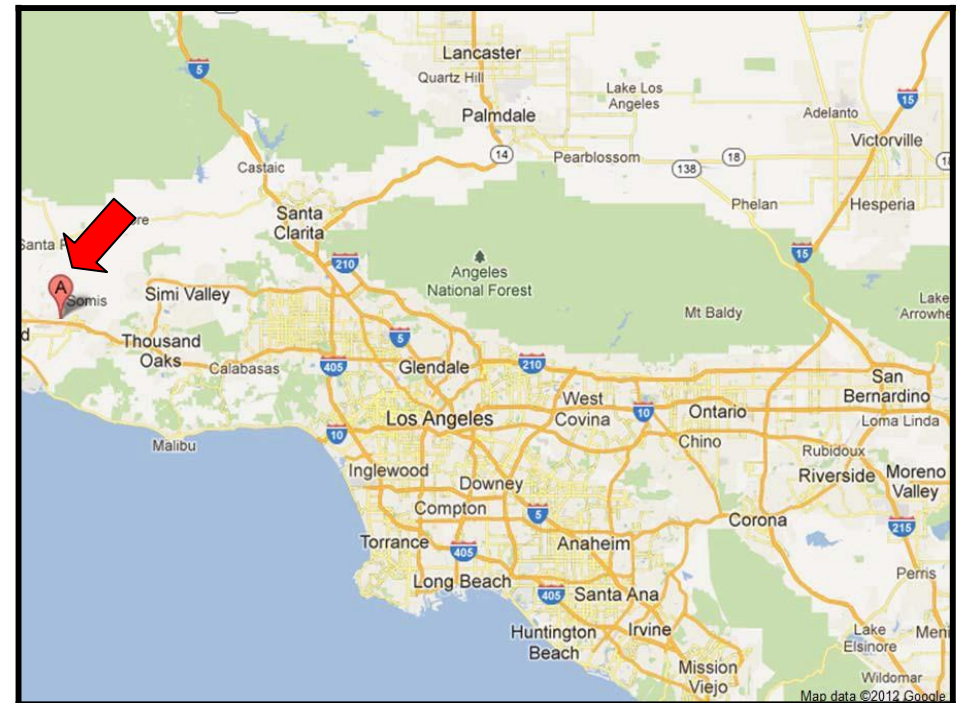 Lancaster
5
Quartz Hill
Lake Los
Angeles
15
Adelanto
Palmdale
Victorville
14
Pearblossom
138
18
Castaic
Phelan
Hesperia
Santa
Clarita
Santa
15
210
Angeles
National Forest
A
Somis
Simi Valley
Mt Baldy
Lake
Thousand
Oaks
Calabasas
405
5
Glendale
210
San
Bernardino
West
Covina
10
Ontario
Los Angeles
Loma Linda
Malibu
10
Chino
Rubidoux
Inglewood
Riverside
Moreno
Valley
Downey
Compton
5
Corona
215
Torrance
405
Anaheim
Long Beach
405
Santa Ana
Perris
Huntington
Beach
Irvine
Lake
Elsinore
Mission
Viejo
Wildomar
Map data ©2012 Google